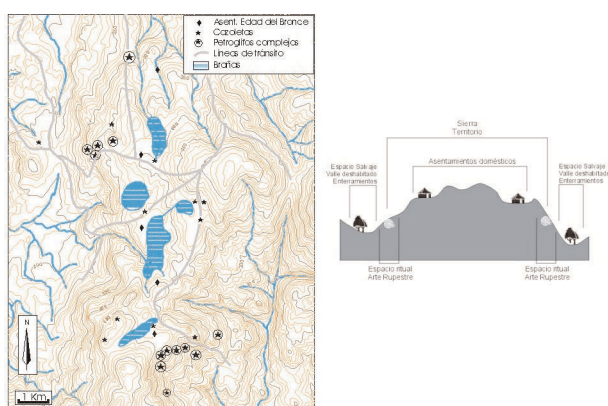 Asent. Edad del Bronce
Cazoletas
Petroglifos complejos
Líneas de tránsito
Brañas
N
1 Km
Sierra
Territorio
Espacio Salvaje
Valle deshabitado
Enterramientos
Asentamientos domésticos
Espacio Salvaje
Valle deshabitado
Enterramientos
Espacio ritual
Arte Rupestre
Espacio ritual
Arte Rupestre